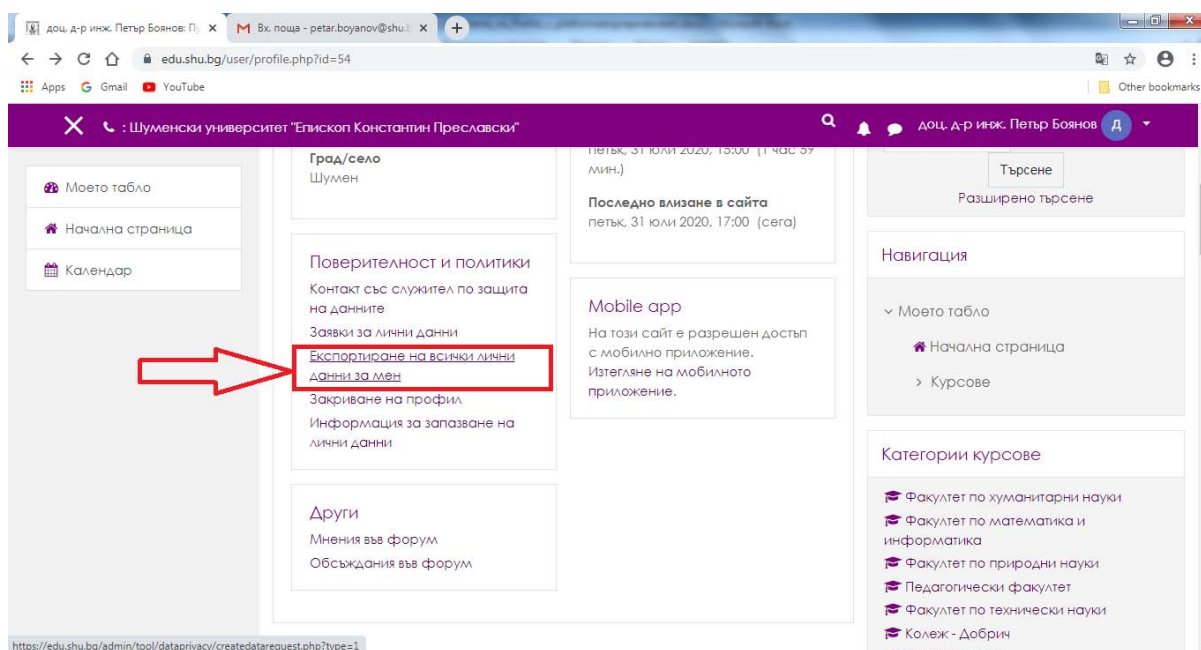 доц. д-р инж. Петър Боянов: П
Вх. поща - petar.boyanov@shu.b
edu.shu.bg/user/profile.php?id=54
Apps Gmail YouTube Other bookmarks
: Шуменски университет "Епископ Константин Преславски" доц. д-р инж. Петър Боянов Д
Моето табло
Начална страница
Календар
Град/село
Шумен
Поверителност и политики
Контакт със служител по защита
на данните
Заявки за лични данни
Експортиране на всички лични
данни за мен
Закриване на профил
Информация за запазване на
лични данни
Други
Мнения във форум
Обсъждания във форум
петък, 31 юли 2020, 15:00 (1 час 59
мин.)
Последно влизане в сайта
петък, 31 юли 2020, 17:00 (сега)
Mobile app
На този сайт е разрешен достъп
с мобилно приложение.
Изтегляне на мобилното
приложение.
Търсене
Разширено търсене
Навигация
Моето табло
Начална страница
Курсове
Категории курсове
Факултет по хуманитарни науки
Факултет по математика и
информатика
Факултет по природни науки
Педагогически факултет
Факултет по технически науки
Колеж - Добрич
https://edu.shu.bg/admin/tool/dataprivacy/createdatarequest.php?type=1